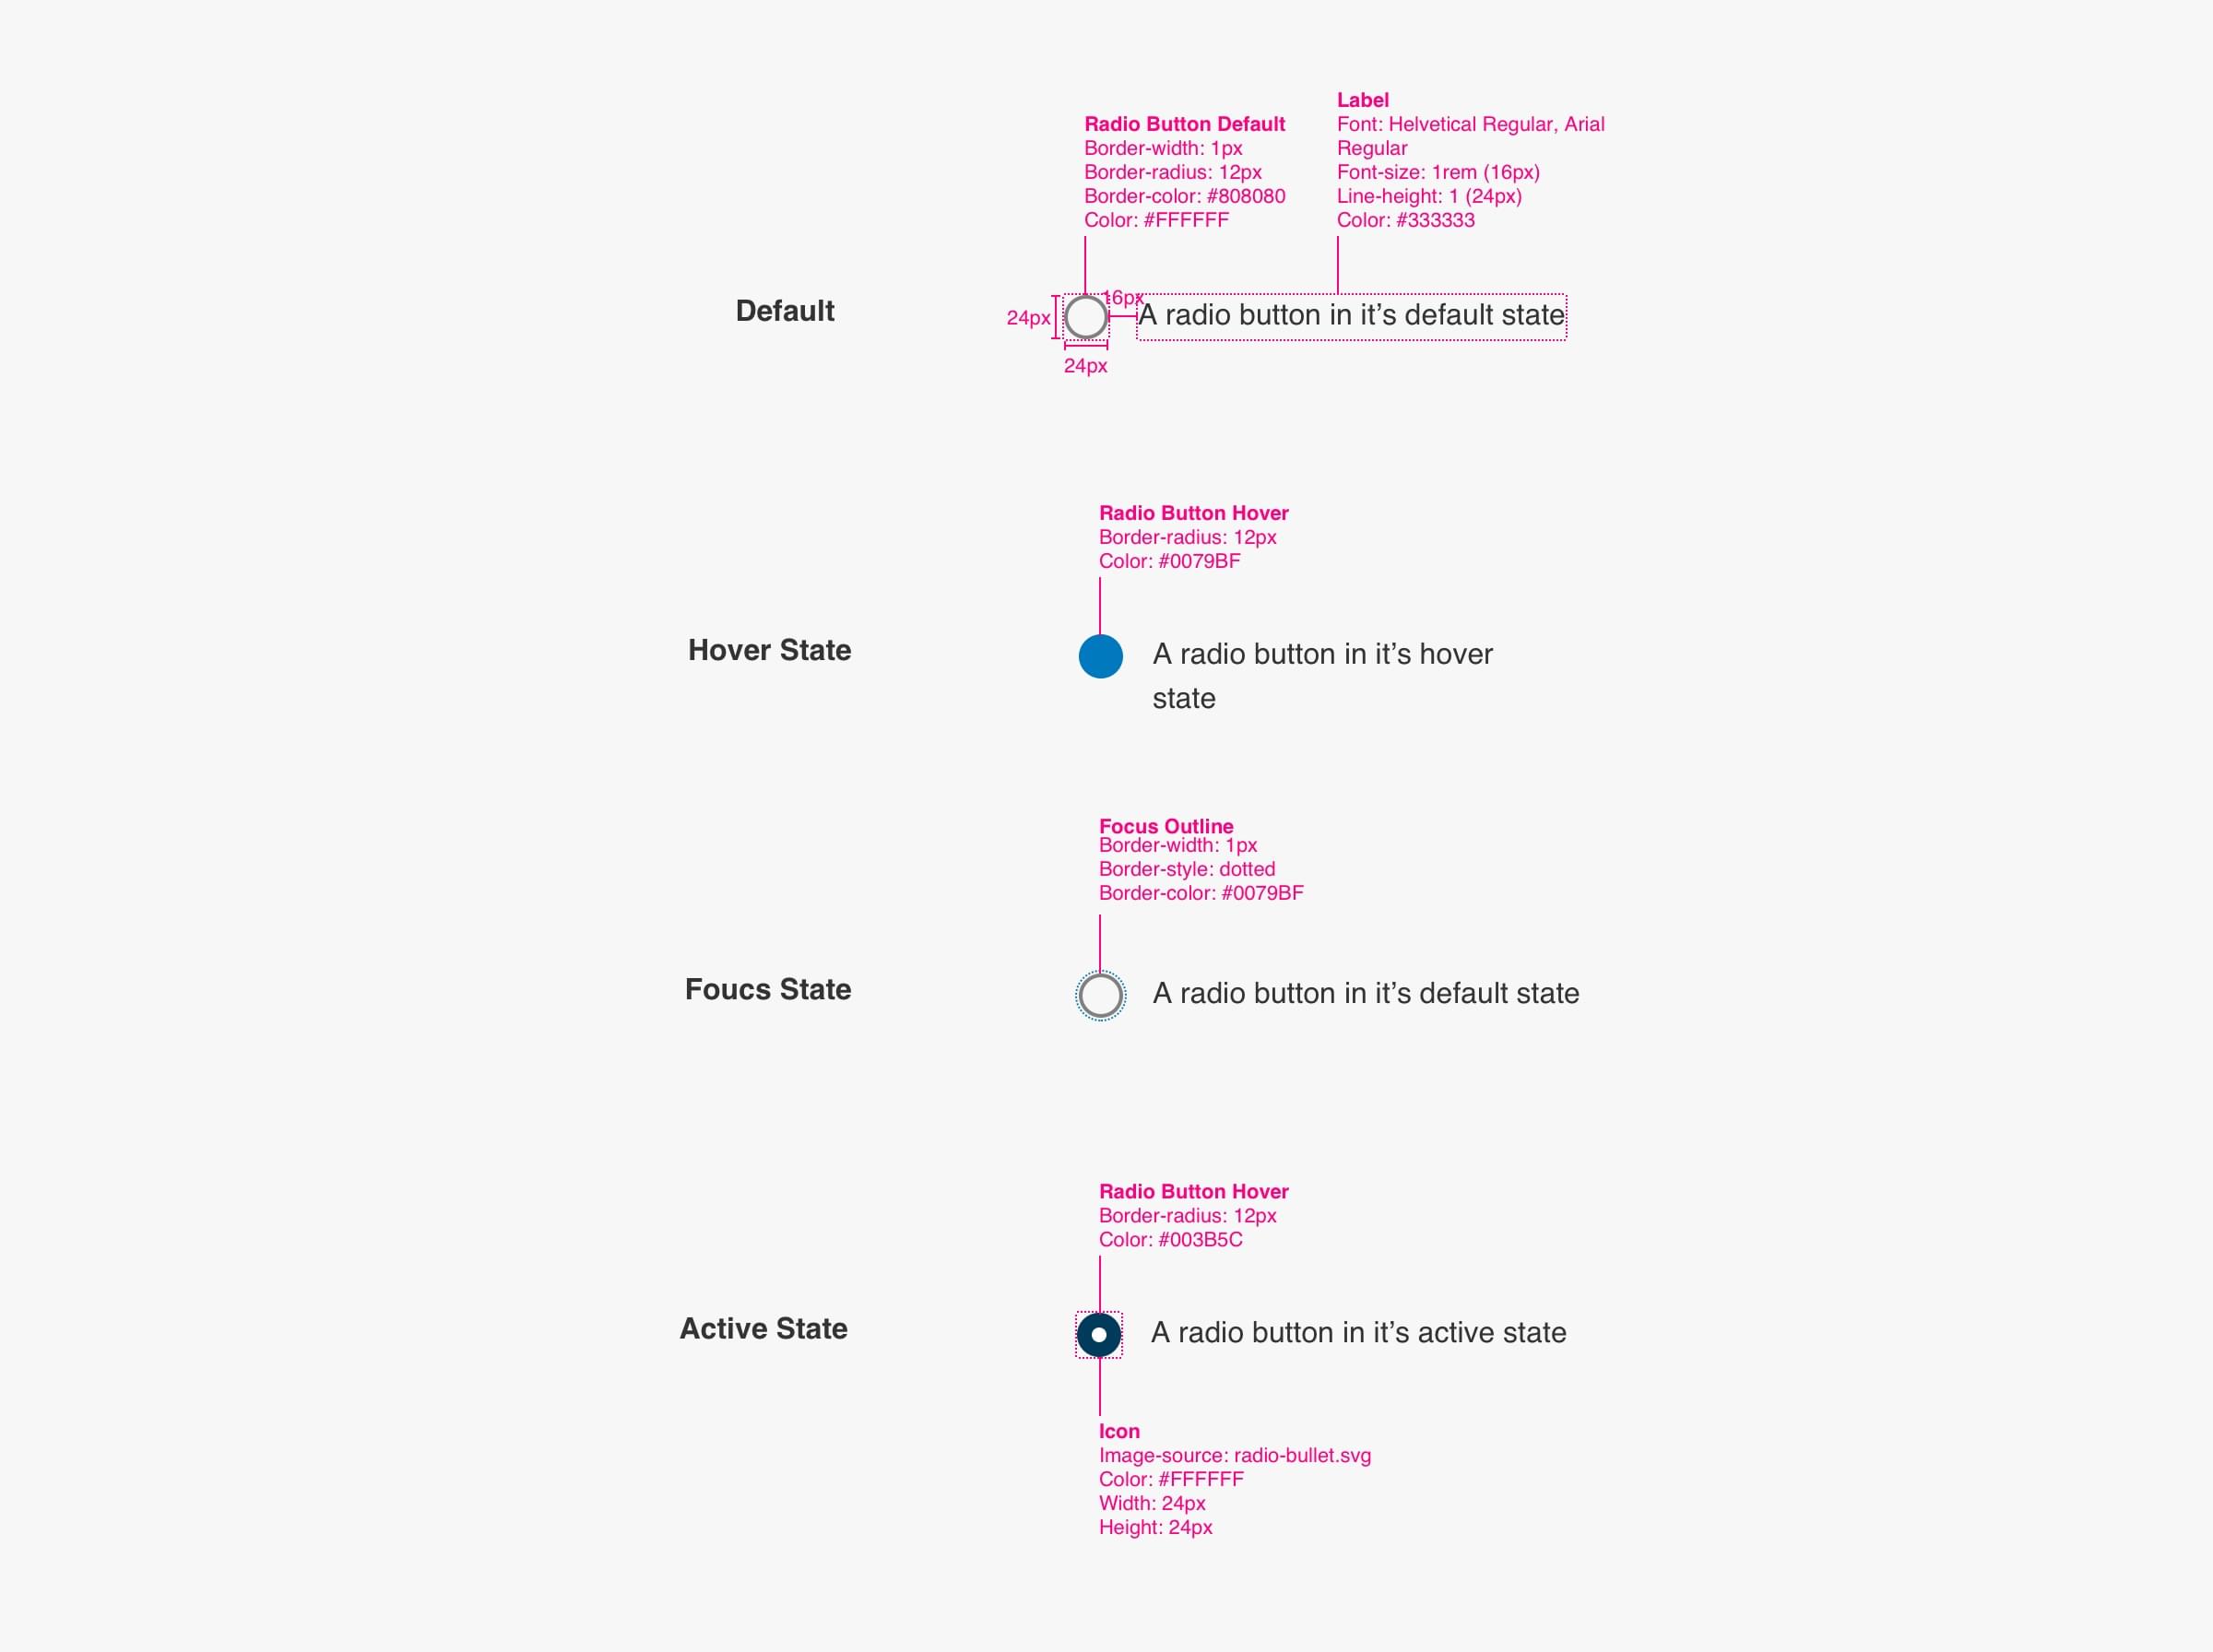 Label
Radio Button Default
Font: Helvetical Regular, Arial
Border-width: 1px
Regular
Border-radius: 12px
Font-size: 1rem (16px)
Border-color: #808080
Line-height: 1 (24px)
Color: #FFFFFF
Color: #333333
Default
24px
16px
A radio button in it’s default state
24px
Radio Button Hover
Border-radius: 12px
Color: #0079BF
Hover State
A radio button in it’s hover
state
Focus Outline
Border-width: 1px
Border-style: dotted
Border-color: #0079BF
Foucs State
A radio button in it’s default state
Radio Button Hover
Border-radius: 12px
Color: #003B5C
Active State
A radio button in it’s active state
Icon
Image-source: radio-bullet.svg
Color: #FFFFFF
Width: 24px
Height: 24px